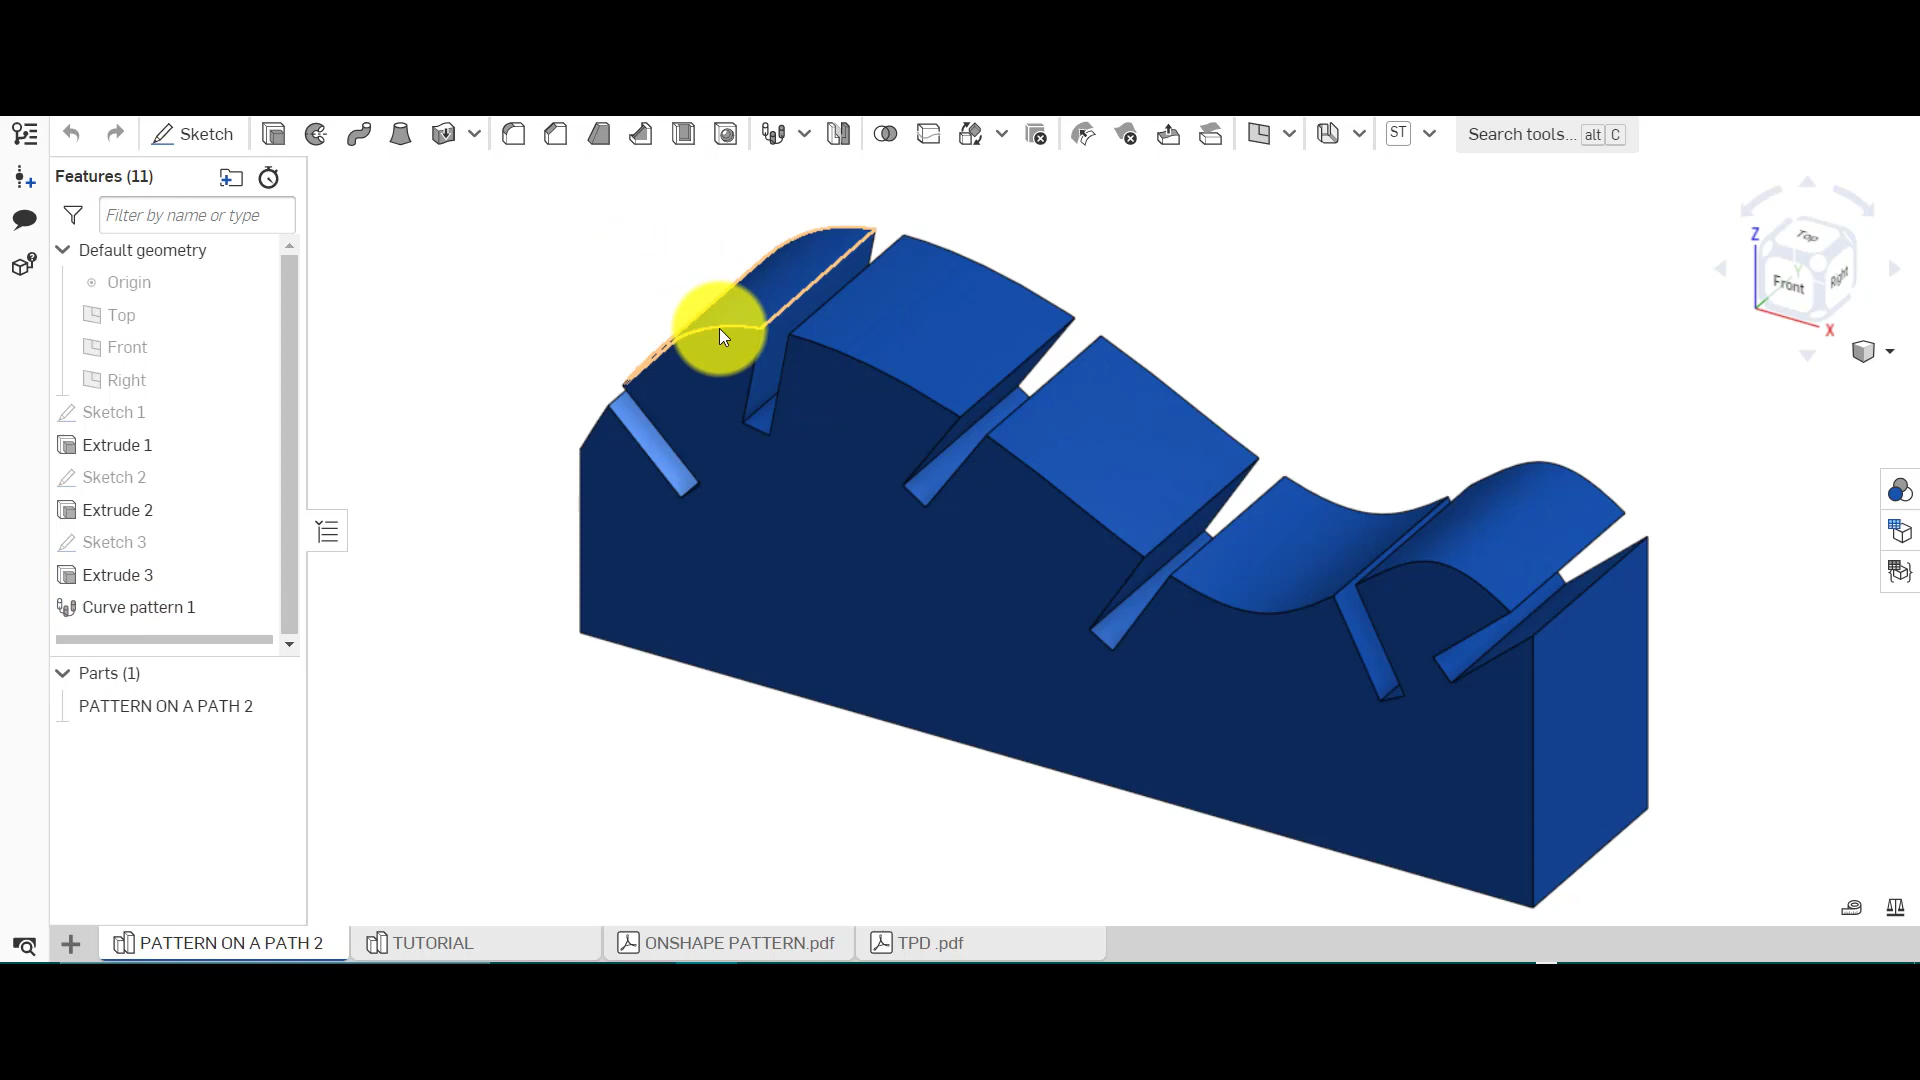 Sketch
ST
Search tools... alt C
Features (11)
Filter by name or type
Default geometry
Origin
Top
Front
Right
Sketch 1
Extrude 1
Sketch 2
Extrude 2
Sketch 3
Extrude 3
Curve pattern 1
Parts (1)
PATTERN ON A PATH 2
Z
Top
Y
Front
Right
X
PATTERN ON A PATH 2
TUTORIAL
ONSHAPE PATTERN.pdf
TPD .pdf